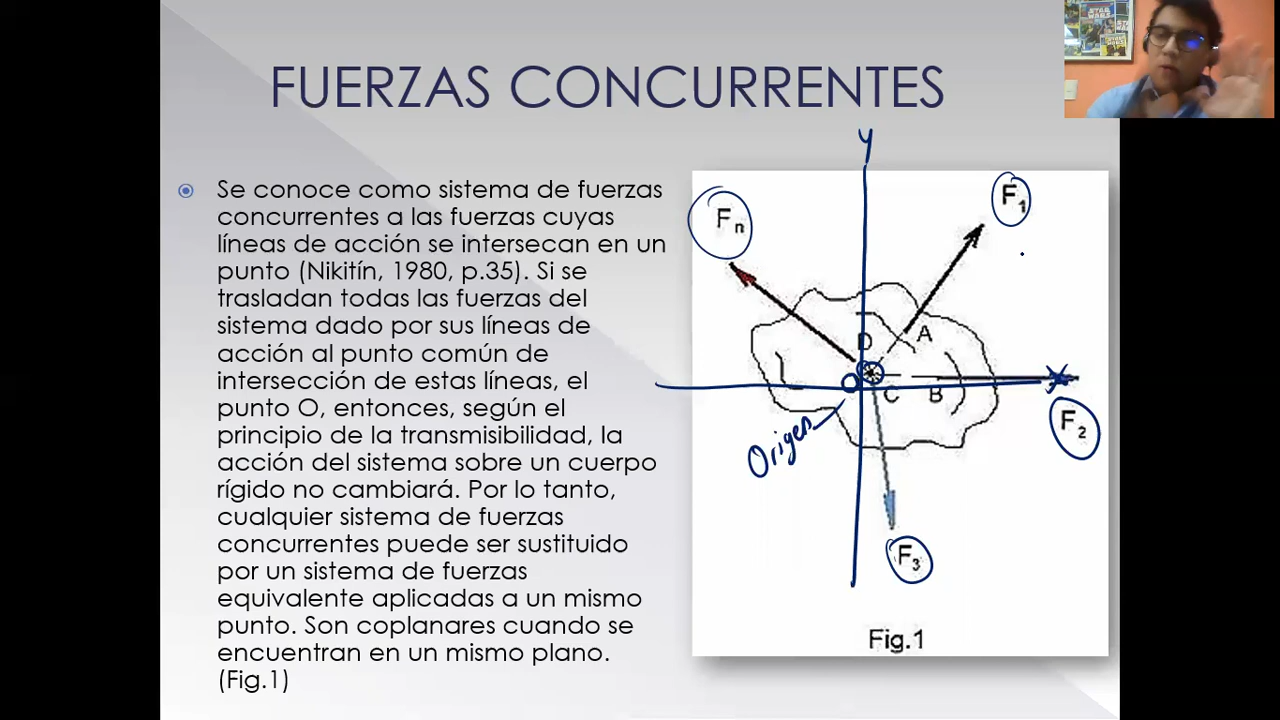 FUERZAS CONCURRENTES
Se conoce como sistema de fuerzas
concurrentes a las fuerzas cuyas
líneas de acción se intersecan en un
punto (Nikitín, 1980, p.35). Si se
trasladan todas las fuerzas del
sistema dado por sus líneas de
acción al punto común de
intersección de estas líneas, el
punto O, entonces, según el
principio de la transmisibilidad, la
acción del sistema sobre un cuerpo
rígido no cambiará. Por lo tanto,
cualquier sistema de fuerzas
concurrentes puede ser sustituido
por un sistema de fuerzas
equivalente aplicadas a un mismo
punto. Son coplanares cuando se
encuentran en un mismo plano.
(Fig.1)
y
Fn
F1
A
D
O
C
B
F2
Origen
F3
Fig.1
STAR
WARS